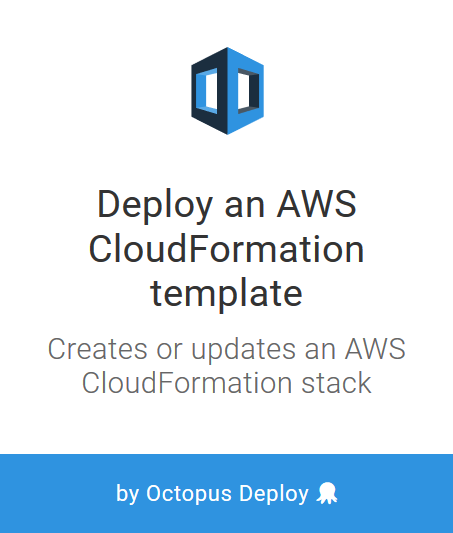 Deploy an AWS
CloudFormation
template
Creates or updates an AWS
CloudFormation stack
by Octopus Deploy